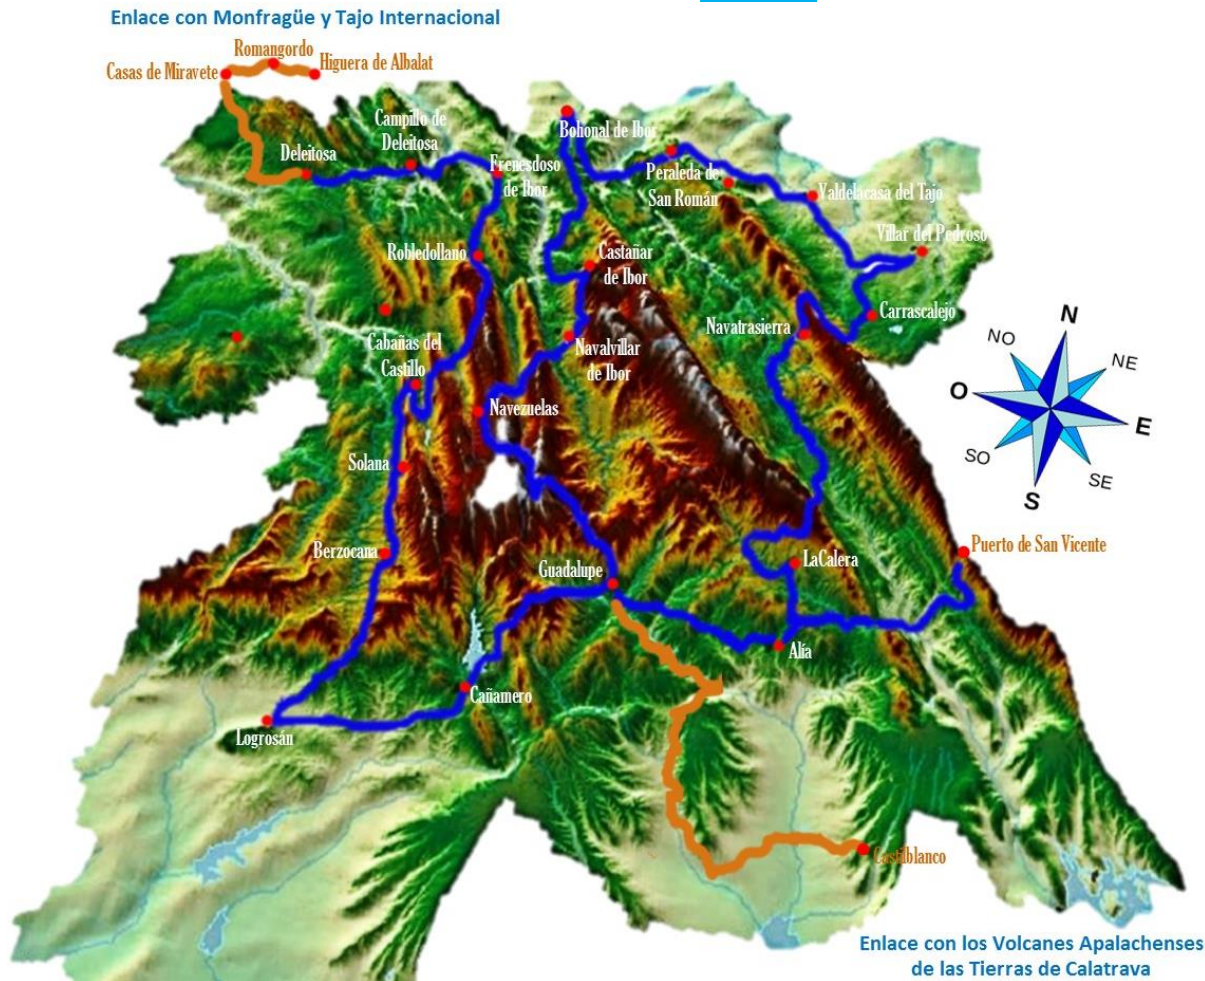 Enlace con Monfragüe y Tajo Internacional
Romangordo
Casas de Miravete
Higuera de Albalat
Campillo de
Deleitosa
Bohonal de Ibor
Deleitosa
Frenesdoso
de Ibor
Peraleda de
San Román
Valdelacasa del Tajo
Villar del Pedroso
Robledollano
Castañar
de Ibor
Carrascalejo
Navatrasierra
Cabañas del
Castillo
Navalvillar
de Ibor
N
NO
NE
O
E
SO
SE
S
Navezuelas
Solana
Berzocana
Guadalupe
LaCalera
Puerto de San Vicente
Alía
Cañamero
Logrosán
Castilblanco
Enlace con los Volcanes Apalachenses
de las Tierras de Calatrava